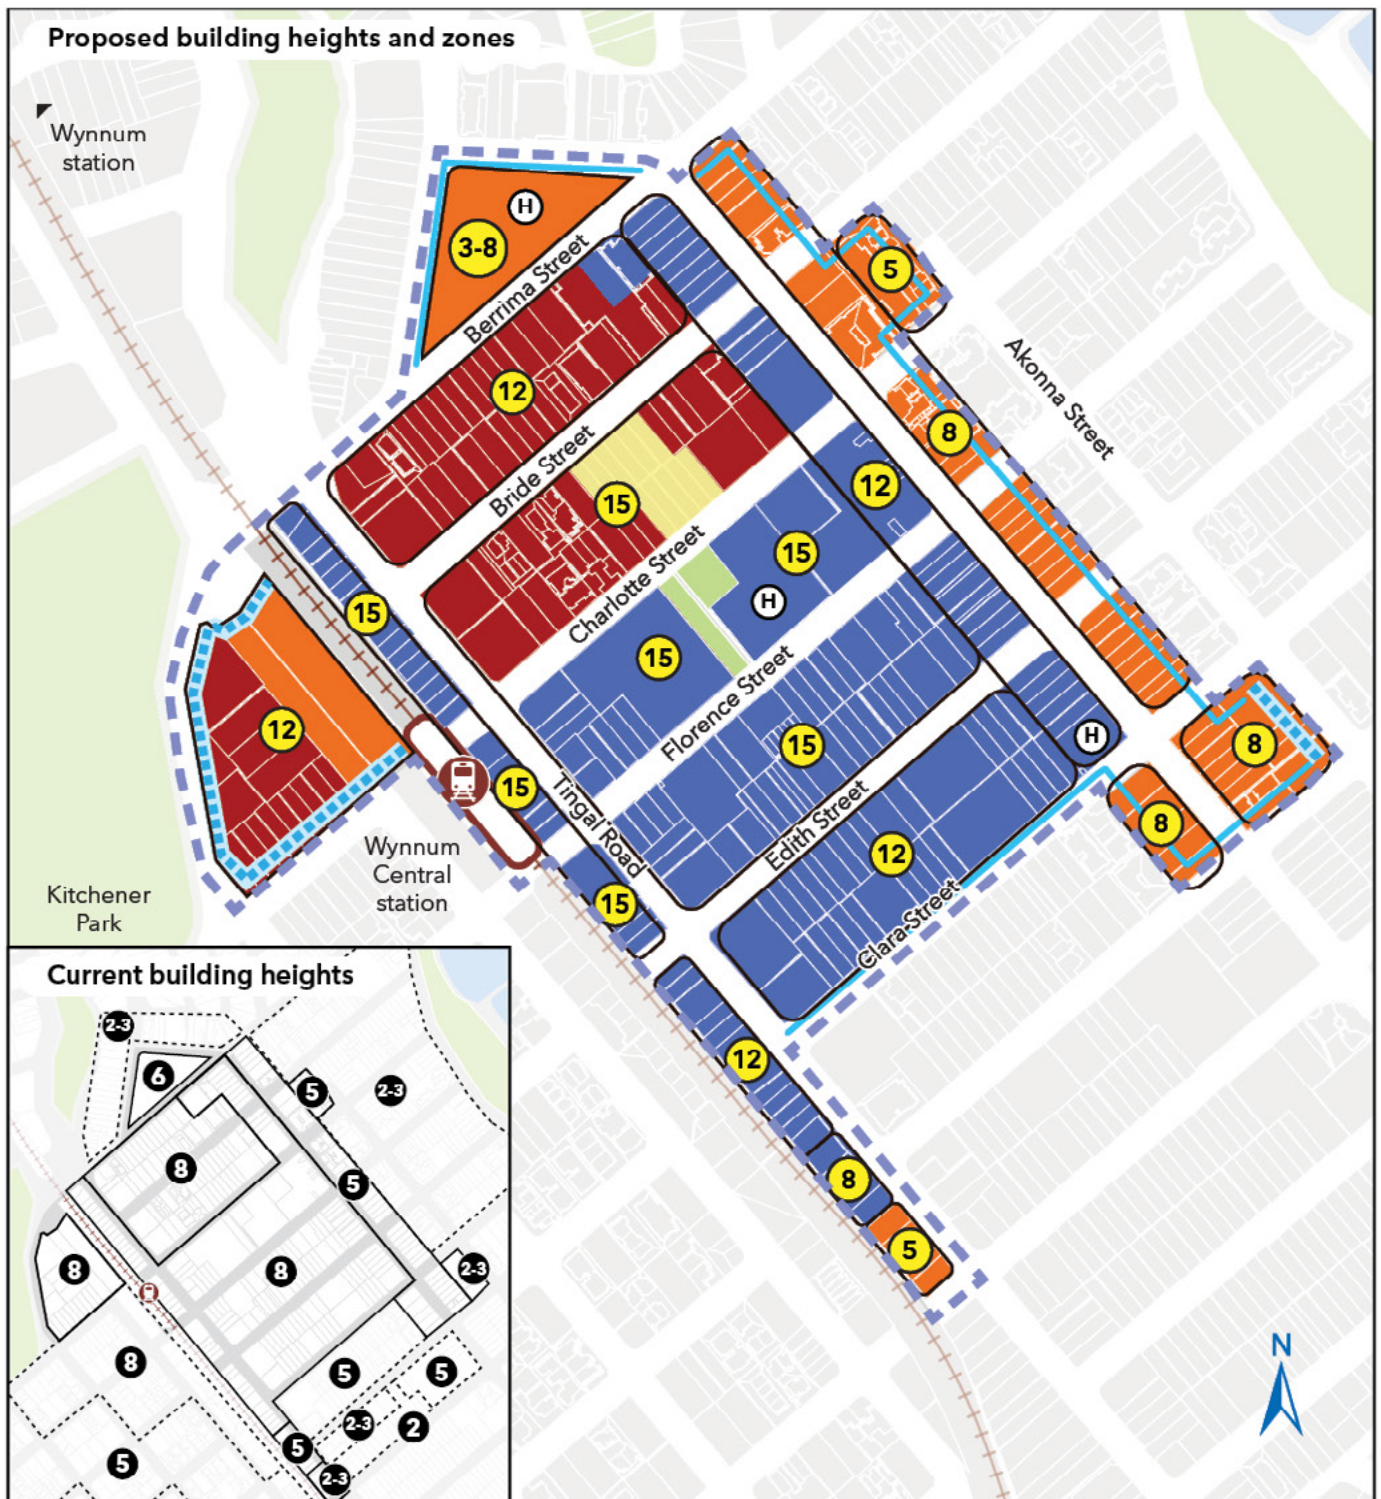 Proposed building heights and zones
Wynnum
station
H
3-8
Berrima Street
5
Akonna Street
12
8
Bride Street
15
12
15
Charlotte Street
H
15
15
Florence Street
12
H
8
15
15
Tingal Road
Edith Street
8
Wynnum
Central
station
12
Kitchener
Park
15
Clara Street
12
8
5
N
Current building heights
2-3
6
5
2-3
8
5
8
8
2-3
8
5
5
2-3
2
5
5
2-3